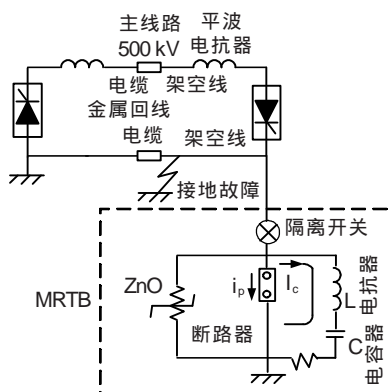 主线路 平波
500 kV 电抗器
电缆 架空线
金属回线
电缆 架空线
接地故障
隔离开关
ZnO
MRTB
i_p
I_c
L
电抗器
断路器
C
电容器